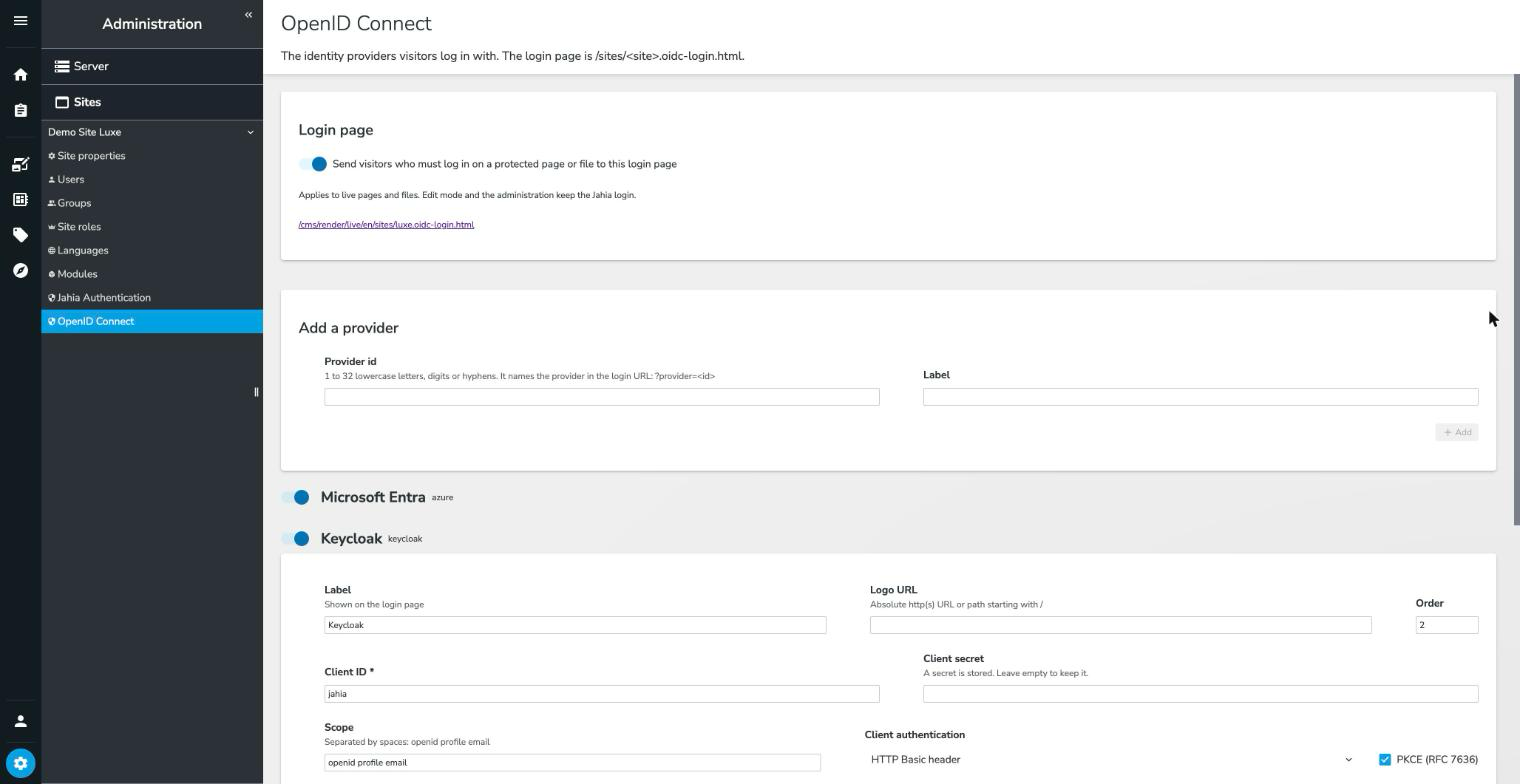 Administration
Server
Sites
Demo Site Luxe
Site properties
Users
Groups
Site roles
Languages
Modules
Jahia Authentication
OpenID Connect
OpenID Connect
The identity providers visitors log in with. The login page is /sites/<site>.oidc-login.html.
Login page
Send visitors who must log in on a protected page or file to this login page
Applies to live pages and files. Edit mode and the administration keep the Jahia login.
/cms/render/live/en/sites/luxe.oidc-login.html
Add a provider
Provider id
1 to 32 lowercase letters, digits or hyphens. It names the provider in the login URL: ?provider=<id>
Label
+ Add
Microsoft Entra azure
Keycloak keycloak
Label
Shown on the login page
Keycloak
Logo URL
Absolute http(s) URL or path starting with /
Order
2
Client ID *
jahia
Client secret
A secret is stored. Leave empty to keep it.
Scope
Separated by spaces: openid profile email
openid profile email
Client authentication
HTTP Basic header
PKCE (RFC 7636)